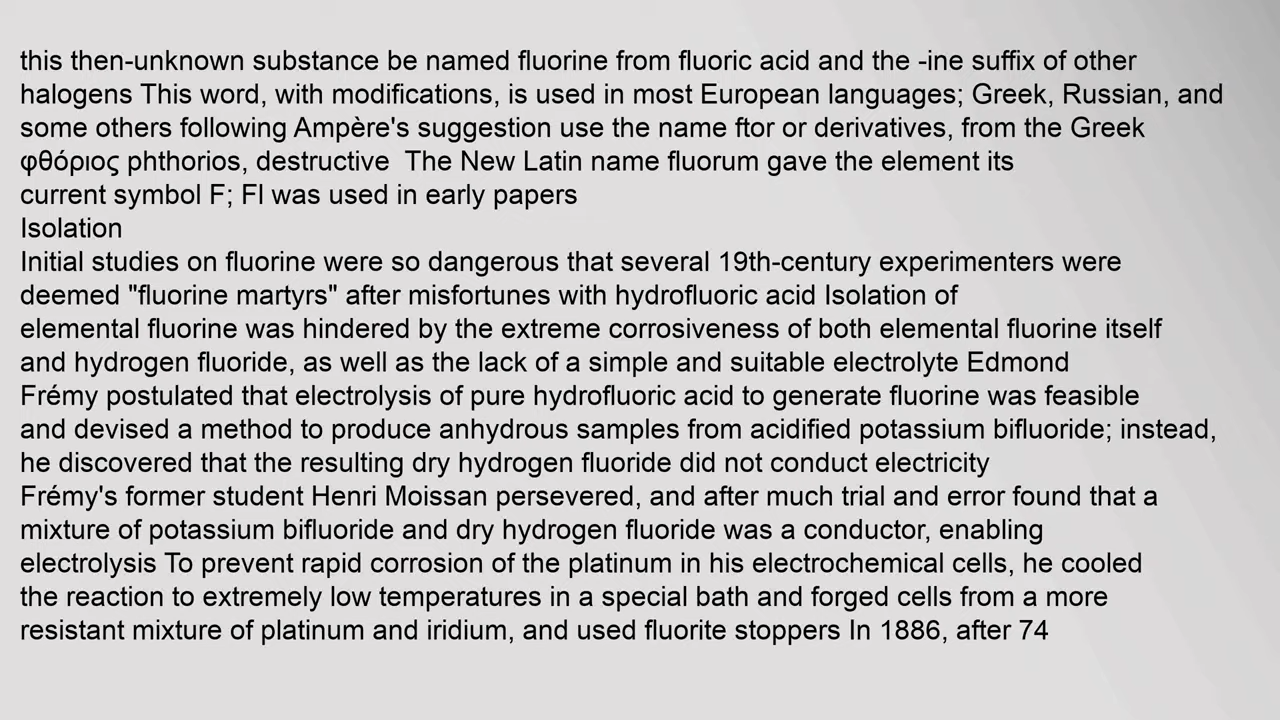 this then-unknown substance be named fluorine from fluoric acid and the -ine suffix of other
halogens This word, with modifications, is used in most European languages; Greek, Russian, and
some others following Ampère's suggestion use the name ftor or derivatives, from the Greek
φθόριος phthorios, destructive  The New Latin name fluorum gave the element its
current symbol F; Fl was used in early papers
Isolation
Initial studies on fluorine were so dangerous that several 19th-century experimenters were
deemed "fluorine martyrs" after misfortunes with hydrofluoric acid Isolation of
elemental fluorine was hindered by the extreme corrosiveness of both elemental fluorine itself
and hydrogen fluoride, as well as the lack of a simple and suitable electrolyte Edmond
Frémy postulated that electrolysis of pure hydrofluoric acid to generate fluorine was feasible
and devised a method to produce anhydrous samples from acidified potassium bifluoride; instead,
he discovered that the resulting dry hydrogen fluoride did not conduct electricity
Frémy's former student Henri Moissan persevered, and after much trial and error found that a
mixture of potassium bifluoride and dry hydrogen fluoride was a conductor, enabling
electrolysis To prevent rapid corrosion of the platinum in his electrochemical cells, he cooled
the reaction to extremely low temperatures in a special bath and forged cells from a more
resistant mixture of platinum and iridium, and used fluorite stoppers In 1886, after 74